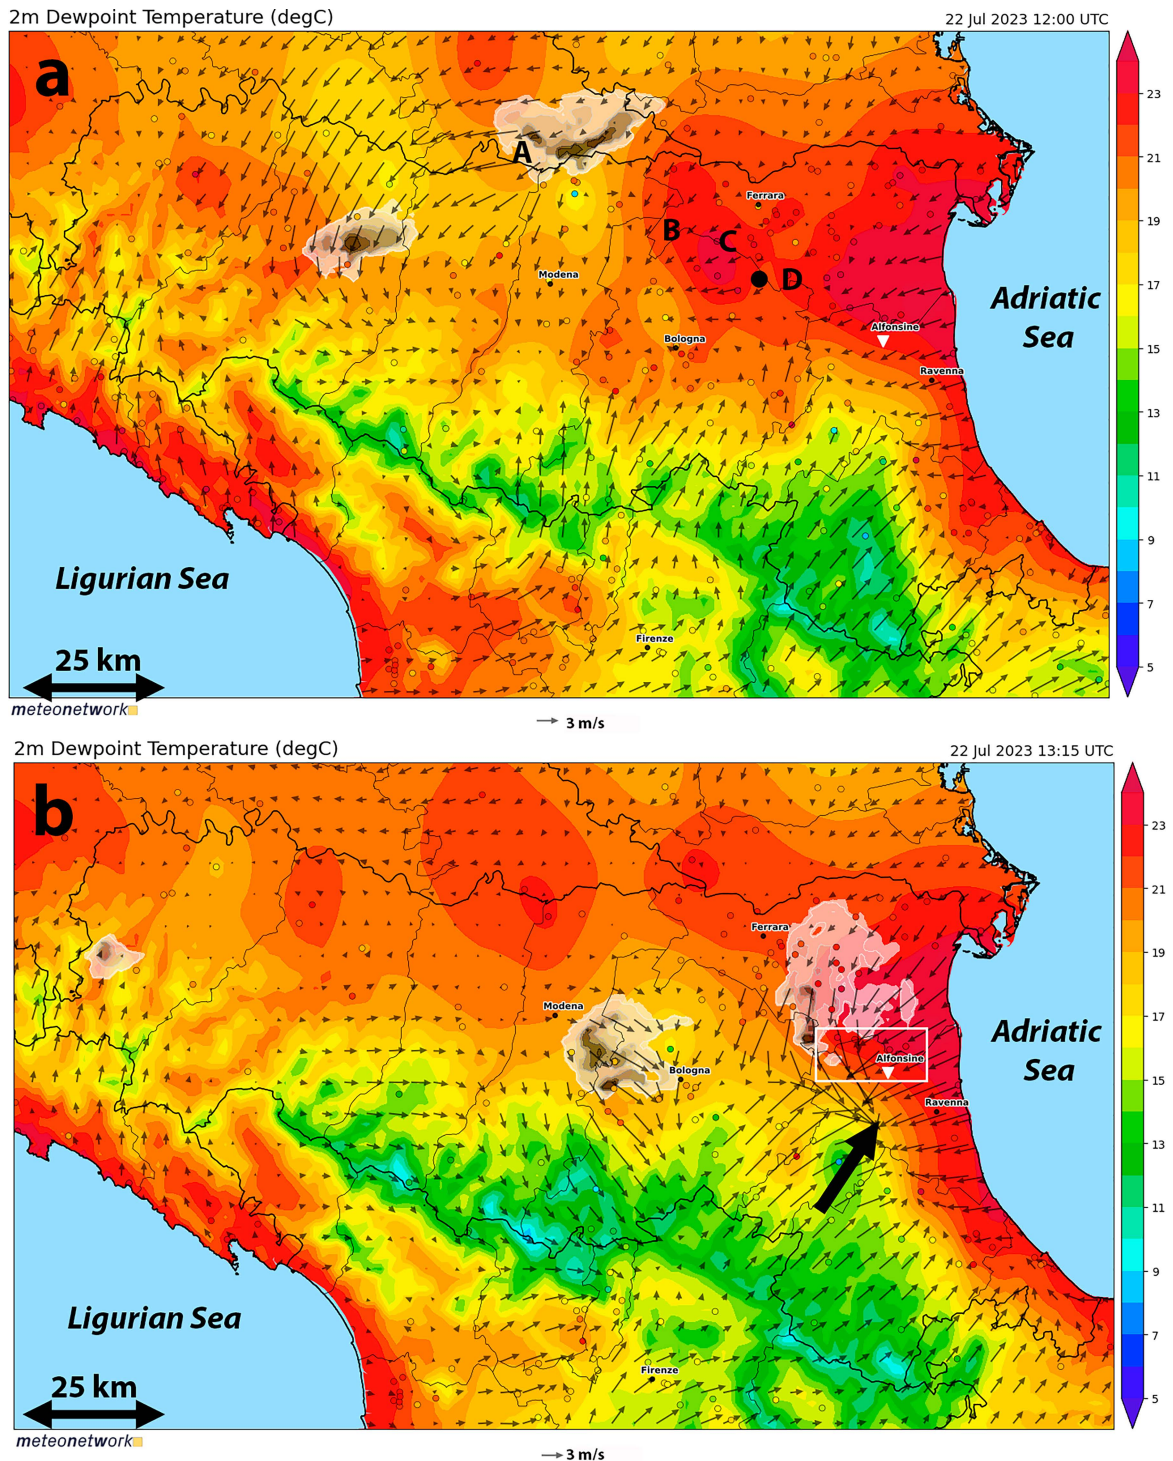 2m Dewpoint Temperature (degC)
22 Jul 2023 12:00 UTC
a
A
B
C
D
Ferrara
Modena
Bologna
Alfonsine
Ravenna
Firenze
Adriatic
Sea
Ligurian Sea
25 km
meteonetwork
3 m/s
23
21
19
17
15
13
11
9
7
5
2m Dewpoint Temperature (degC)
22 Jul 2023 13:15 UTC
b
Ferrara
Modena
Bologna
Alfonsine
Ravenna
Firenze
Adriatic
Sea
Ligurian Sea
25 km
meteonetwork
3 m/s
23
21
19
17
15
13
11
9
7
5